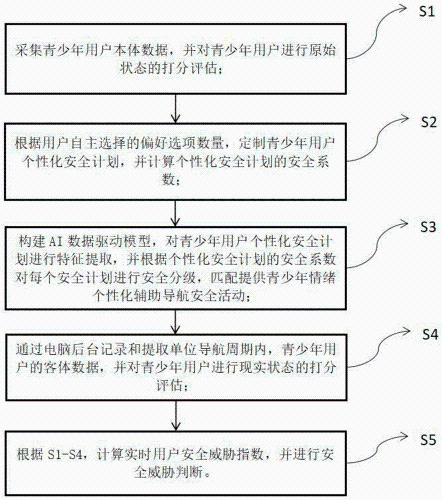 S1
采集青少年用户本体数据，并对青少年用户进行原始
状态的打分评估；
S2
根据用户自主选择的偏好选项数量，定制青少年用户
个性化安全计划，并计算个性化安全计划的安全系
数；
S3
构建AI数据驱动模型，对青少年用户个性化安全计
划进行特征提取，并根据个性化安全计划的安全系数
对每个安全计划进行安全分级，匹配提供青少年情绪
个性化辅助导航安全活动；
S4
通过电脑后台记录和提取单位导航周期内，青少年用
户的客体数据，并对青少年用户进行现实状态的打分
评估；
S5
根据 S1-S4，计算实时用户安全威胁指数，并进行安
全威胁判断。